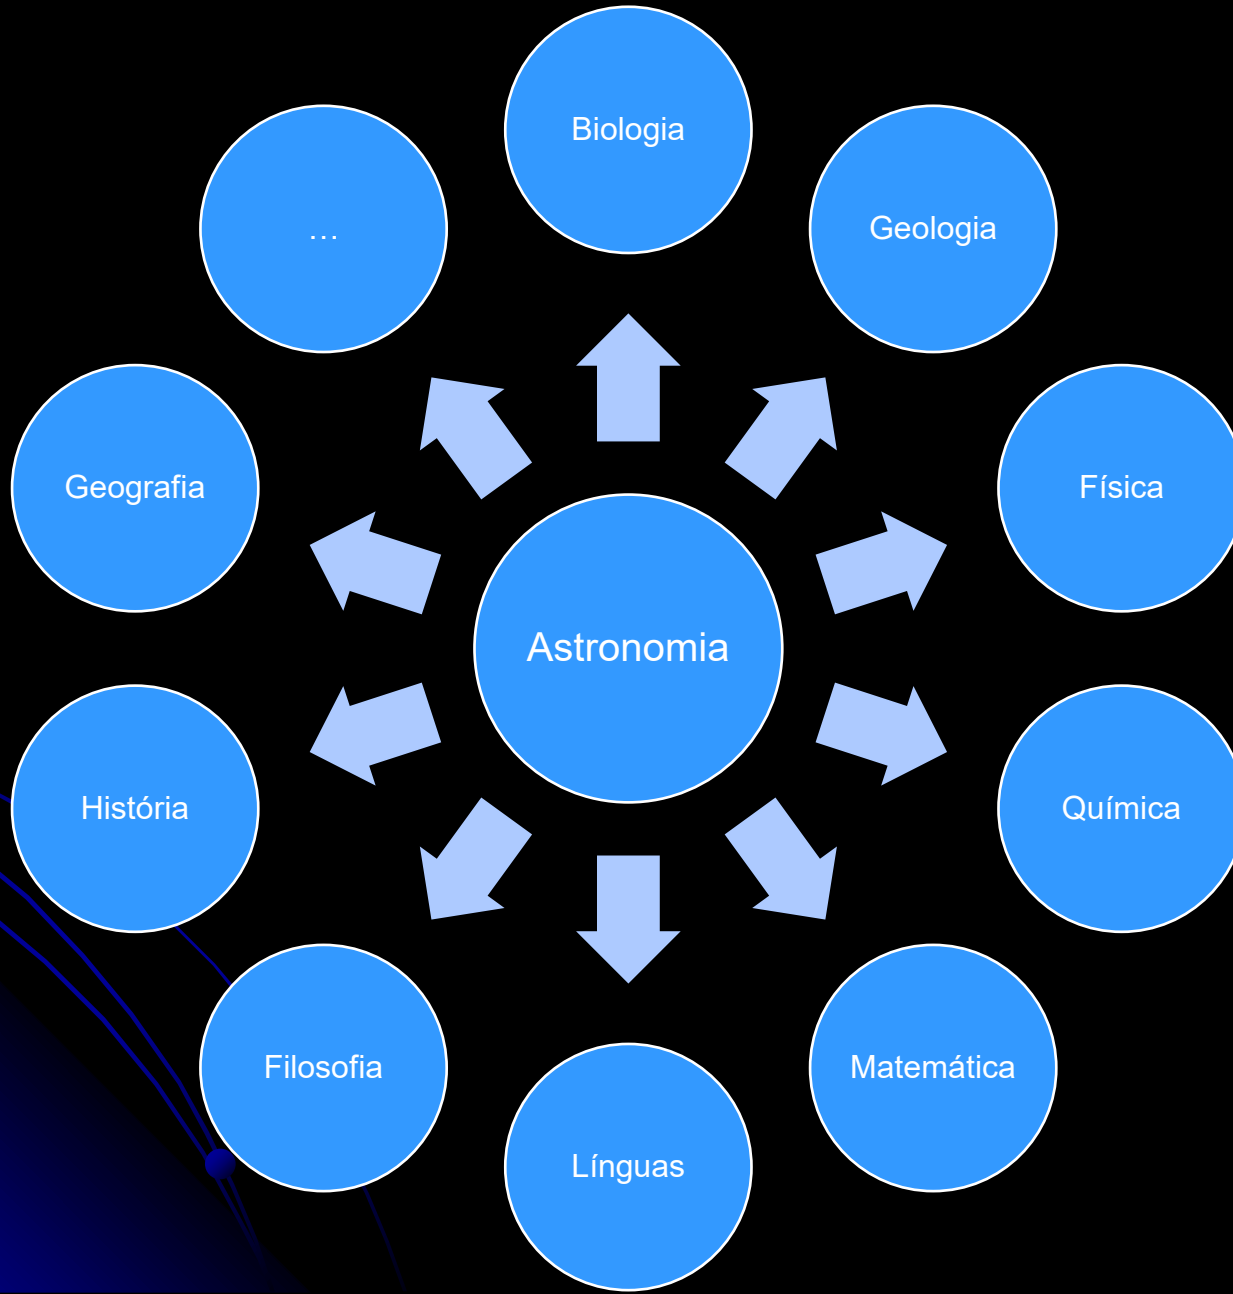 Biologia
Geologia
Física
Química
Matemática
Línguas
Filosofia
História
Geografia
…
Astronomia